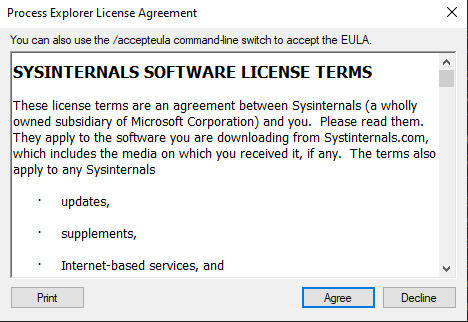 Process Explorer License Agreement
You can also use the /accepteula command-line switch to accept the EULA.
SYSINTERNALS SOFTWARE LICENSE TERMS
These license terms are an agreement between Sysinternals (a wholly
owned subsidiary of Microsoft Corporation) and you.  Please read them.
They apply to the software you are downloading from Systinternals.com,
which includes the media on which you received it, if any.  The terms also
apply to any Sysinternals
· updates,
· supplements,
· Internet-based services, and
Print Agree Decline